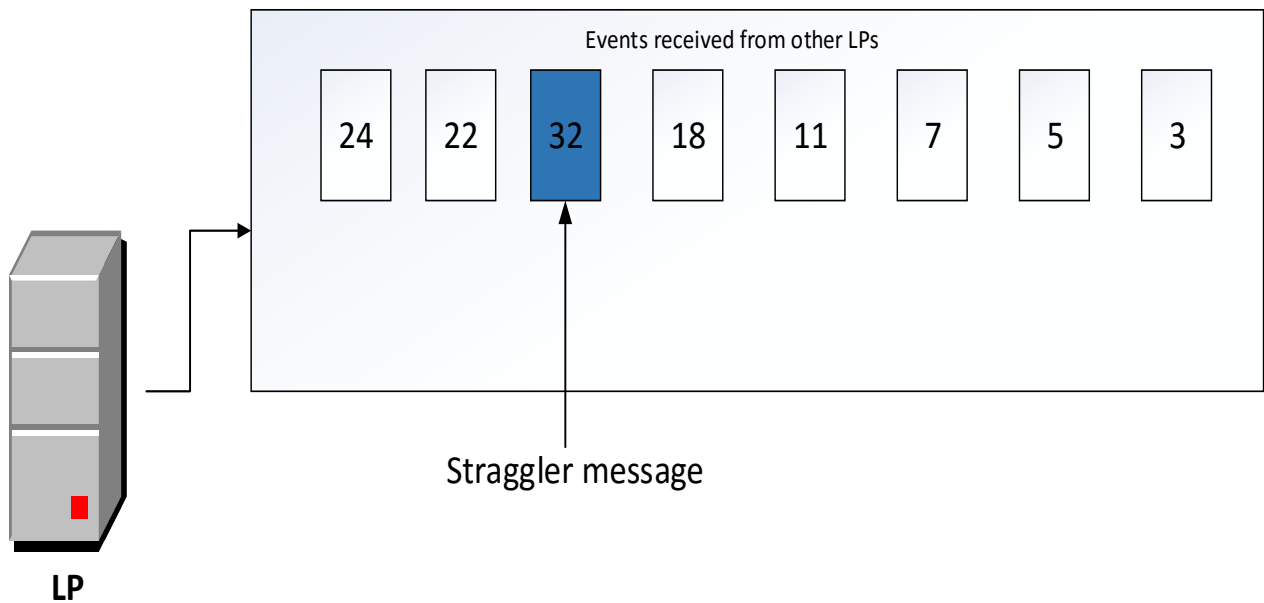 Events received from other LPs
24 22 32 18 11 7 5 3
Straggler message
LP